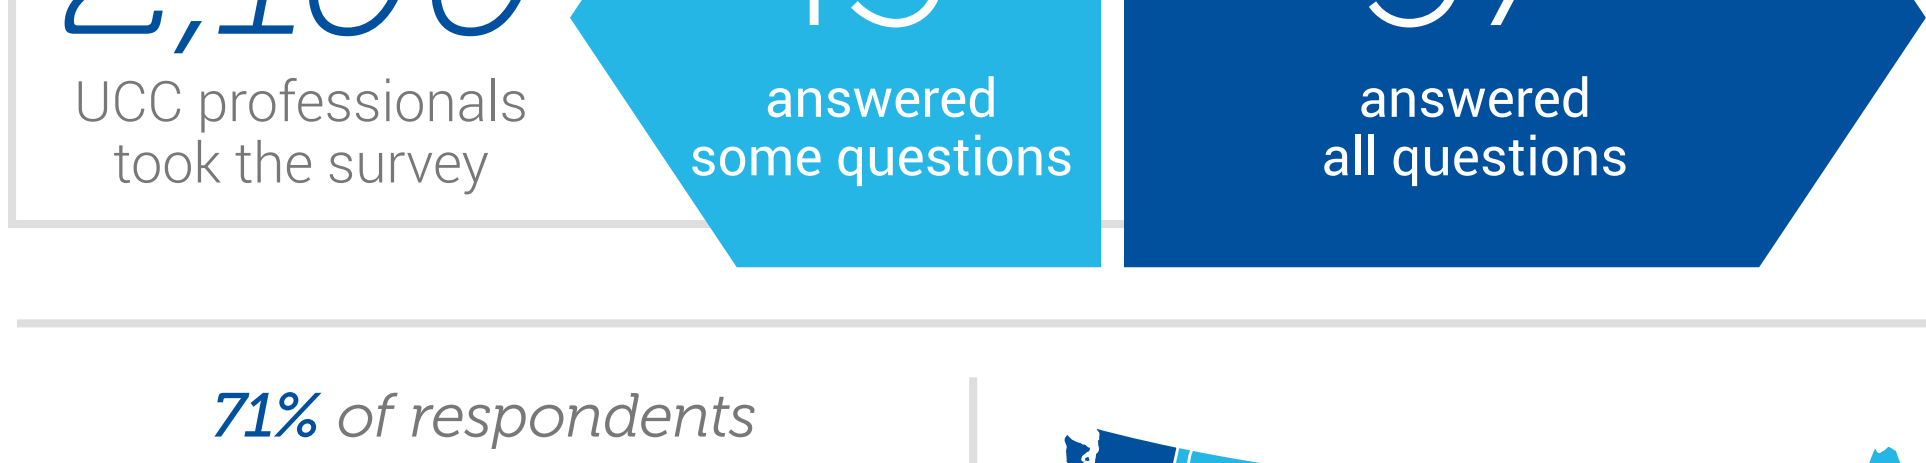 UCC professionals
took the survey
answered
some questions
answered
all questions
71% of respondents